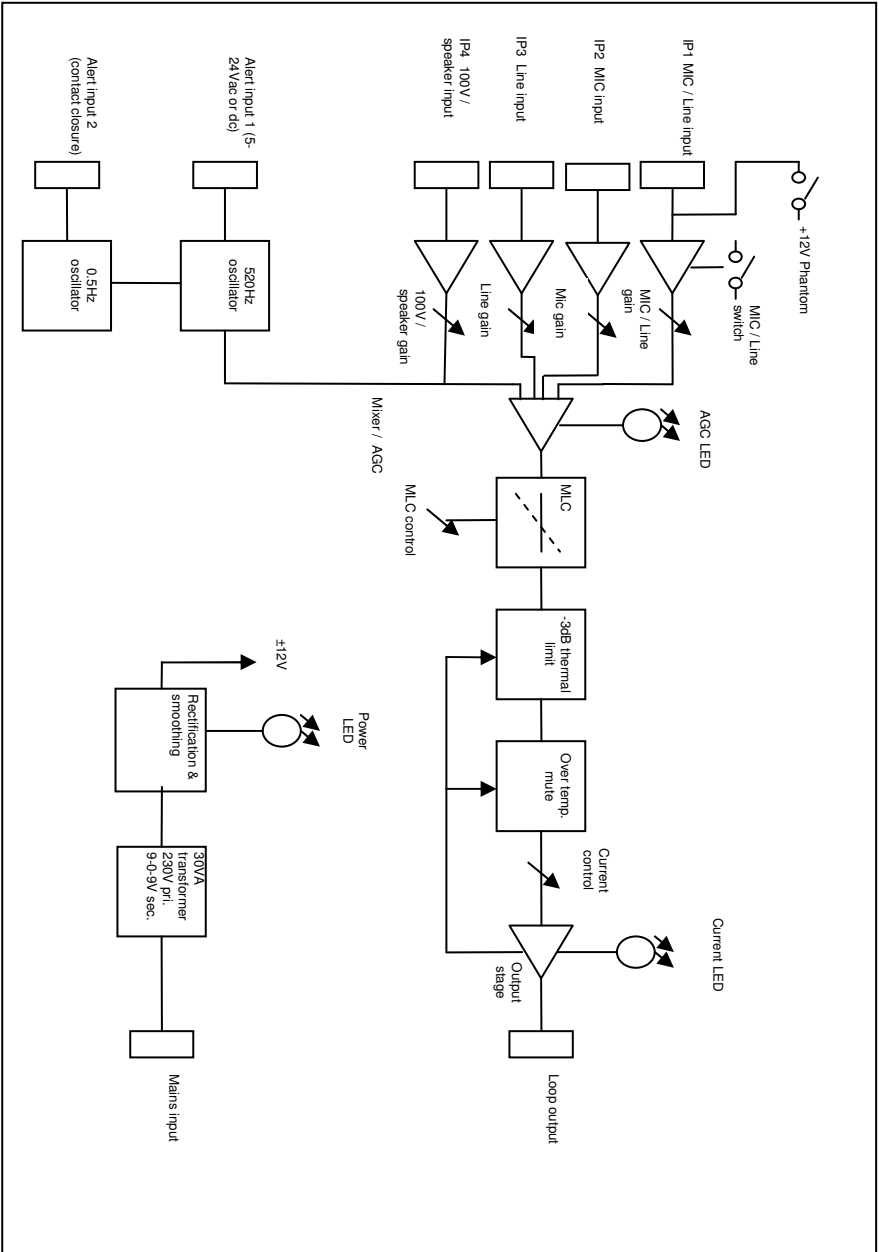 +12V Phantom
MIC / Line
switch
IP1 MIC / Line input
MIC / Line
gain
IP2 MIC input
Mic gain
IP3 Line input
Line gain
IP4 100V /
speaker input
100V /
speaker gain
Alert input 1 (5-
24Vac or dc)
520Hz
oscillator
Alert input 2
(contact closure)
0.5Hz
oscillator
AGC LED
Mixer / AGC
MLC
MLC control
-3dB thermal
limit
Over temp.
mute
Current
control
Current LED
Output
stage
Loop output
±12V
Power
LED
Rectification &
smoothing
30VA
transformer
230V pri.
9-0-9V sec.
Mains input